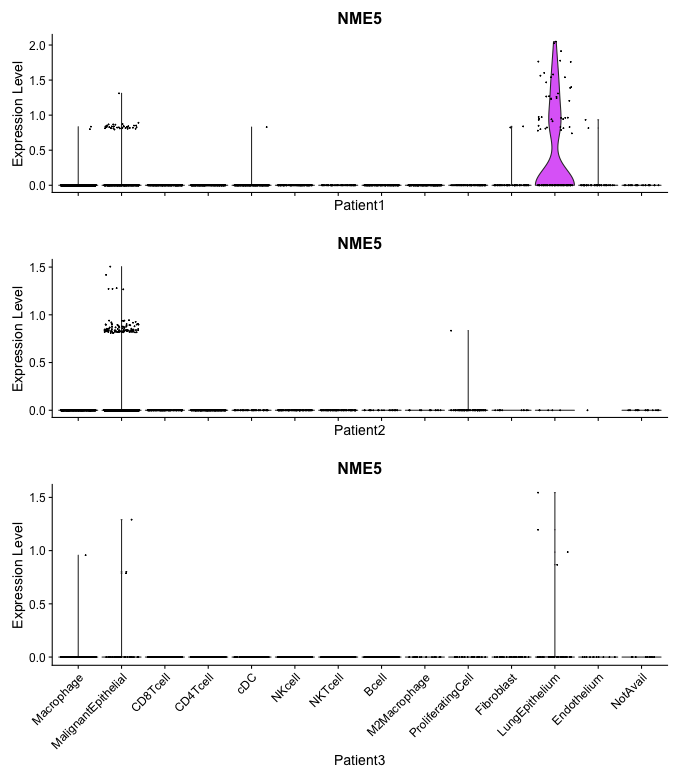 NME5
Expression Level
2.0
1.5
1.0
0.5
0.0
Patient1
NME5
Expression Level
1.5
1.0
0.5
0.0
Patient2
NME5
Expression Level
1.5
1.0
0.5
0.0
Macrophage
MalignantEpithelial
CD8Tcell
CD4Tcell
cDC
NKcell
NKTcell
Bcell
M2Macrophage
ProliferatingCell
Fibroblast
LungEpithelium
Endothelium
NotAvail
Patient3